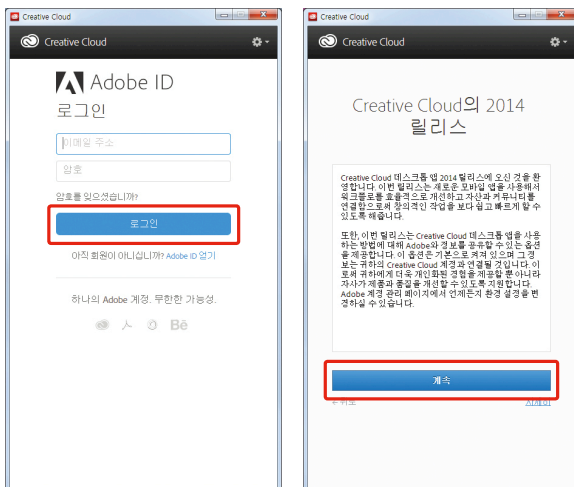 Creative Cloud
Creative Cloud
Adobe ID
로그인
이메일 주소
암호
암호를 잊으셨습니까?
로그인
아직 회원이 아니십니까? Adobe ID 얻기
하나의 Adobe 계정. 무한한 가능성.
Bē
Creative Cloud
Creative Cloud
Creative Cloud의 2014
릴리스
Creative Cloud 데스크톱 앱 2014 릴리스에 오신 것을 환
영합니다. 이번 릴리스는 새로운 모바일 앱을 사용해서
워크플로를 효율적으로 개선하고 자산과 커뮤니티를
연결함으로써 창의적인 작업을 보다 쉽고 빠르게 할 수
있도록 해줍니다.
또한, 이번 릴리스는 Creative Cloud 데스크톱 앱을 사용
하는 방법에 대해 Adobe와 정보를 공유할 수 있는 옵션
을 제공합니다. 이 옵션은 기본으로 켜져 있으며 그 정
보는 귀하의 Creative Cloud 계정과 연결될 것입니다. 이
로써 귀하에게 더욱 개인화된 경험을 제공할 뿐 아니라
자사가 제품과 품질을 개선할 수 있도록 지원합니다.
Adobe 계정 관리 페이지에서 언제든지 환경 설정을 변
경하실 수 있습니다.
계속
자세히